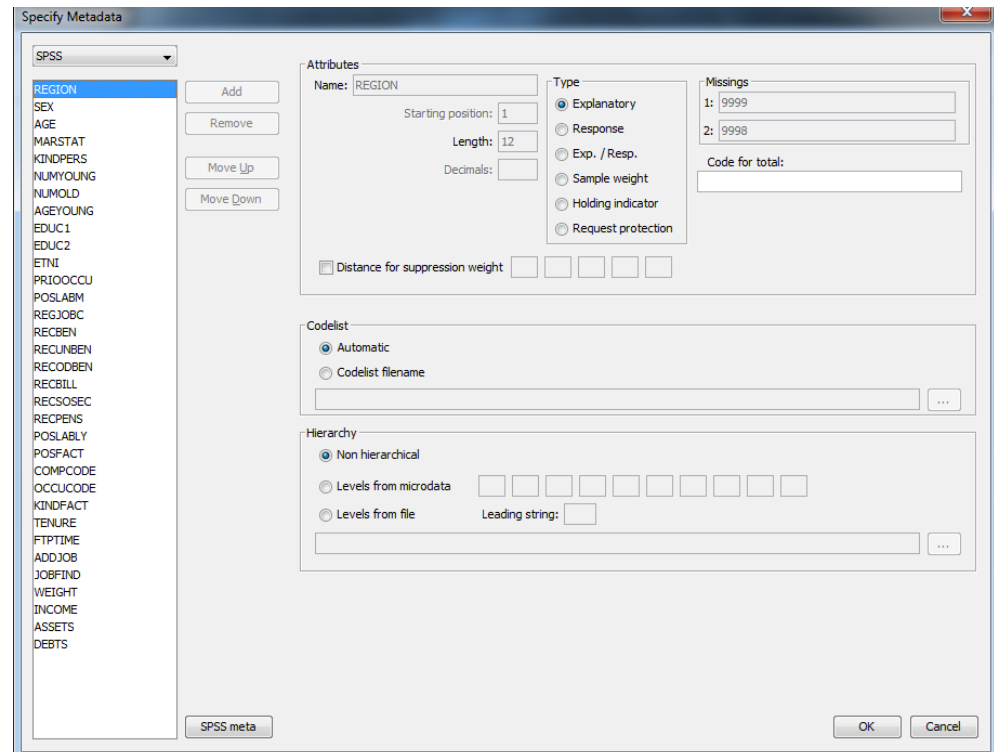 Specify Metadata
SPSS
REGION
SEX
AGE
MARSTAT
KINDPERS
NUMYOUNG
NUMOLD
AGEYOUNG
EDUC1
EDUC2
ETNI
PRIOOCCU
POSLABM
REGJOBC
RECBEN
RECUNBEN
RECODBEN
RECBILL
RECSOSEC
RECPENS
POSLABLY
POSFACT
COMPCODE
OCCUCODE
KINDFACT
TENURE
FTPTIME
ADDJOB
JOBFIND
WEIGHT
INCOME
ASSETS
DEBTS
Add
Remove
Move Up
Move Down
SPSS meta
Attributes
Name: REGION
Starting position: 1
Length: 12
Decimals:
Type
Explanatory
Response
Exp. / Resp.
Sample weight
Holding indicator
Request protection
Missings
1: 9999
2: 9998
Code for total:
Distance for suppression weight
Codelist
Automatic
Codelist filename
...
Hierarchy
Non hierarchical
Levels from microdata
Levels from file Leading string:
...
OK Cancel